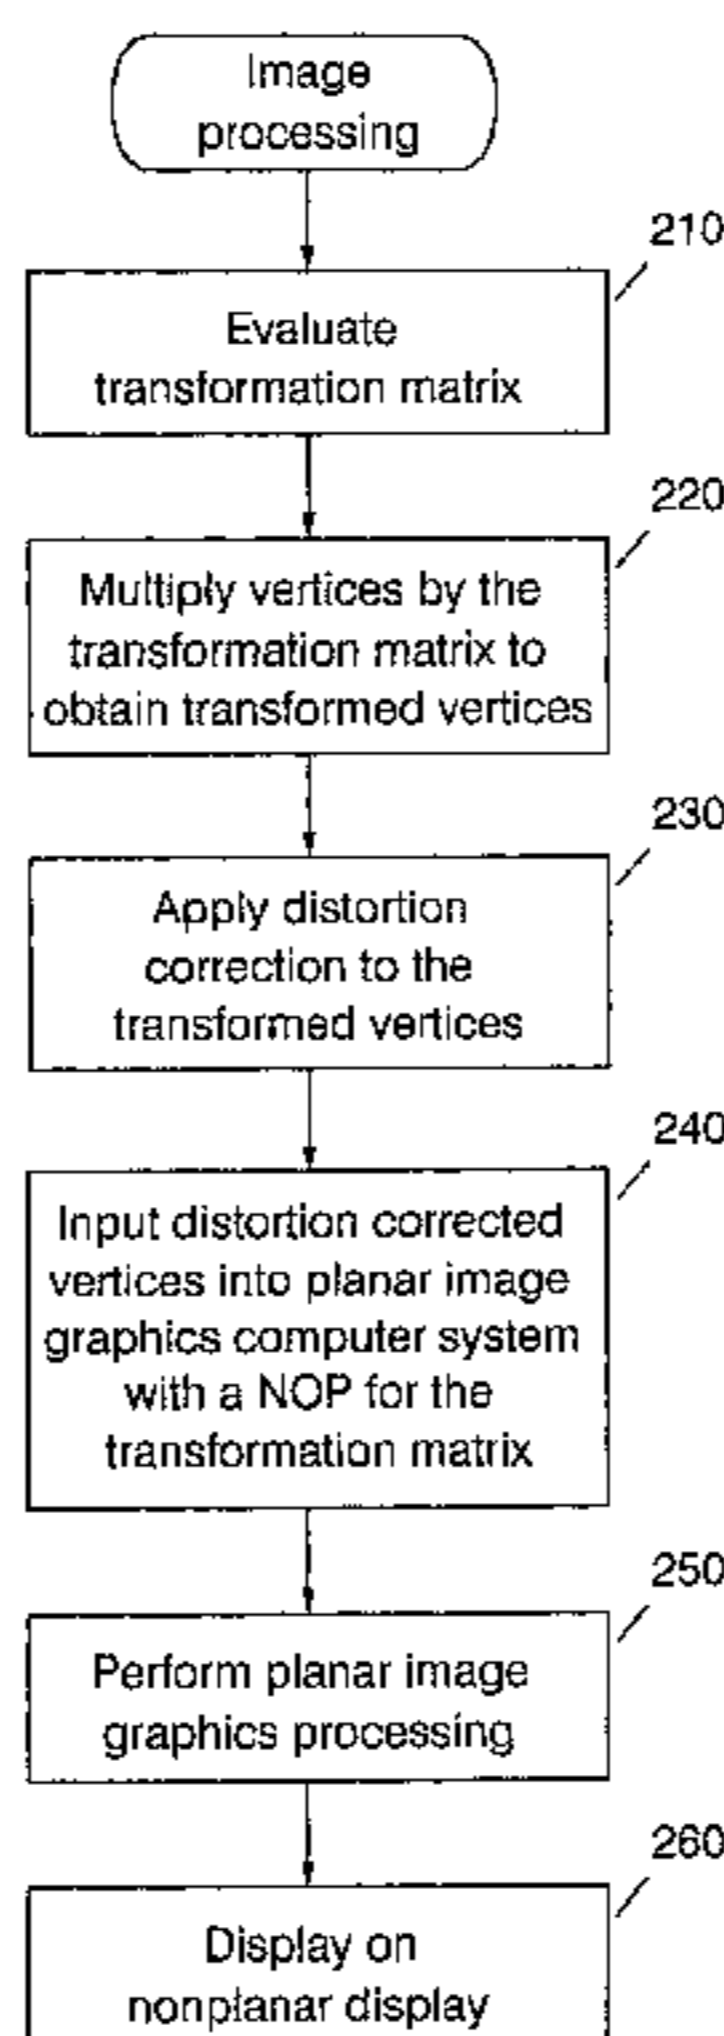 Image
processing
210
Evaluate
transformation matrix
220
Multiply vertices by the
transformation matrix to
obtain transformed vertices
230
Apply distortion
correction to the
transformed vertices
240
Input distortion corrected
vertices into planar image
graphics computer system
with a NOP for the
transformation matrix
250
Perform planar image
graphics processing
260
Display on
nonplanar display